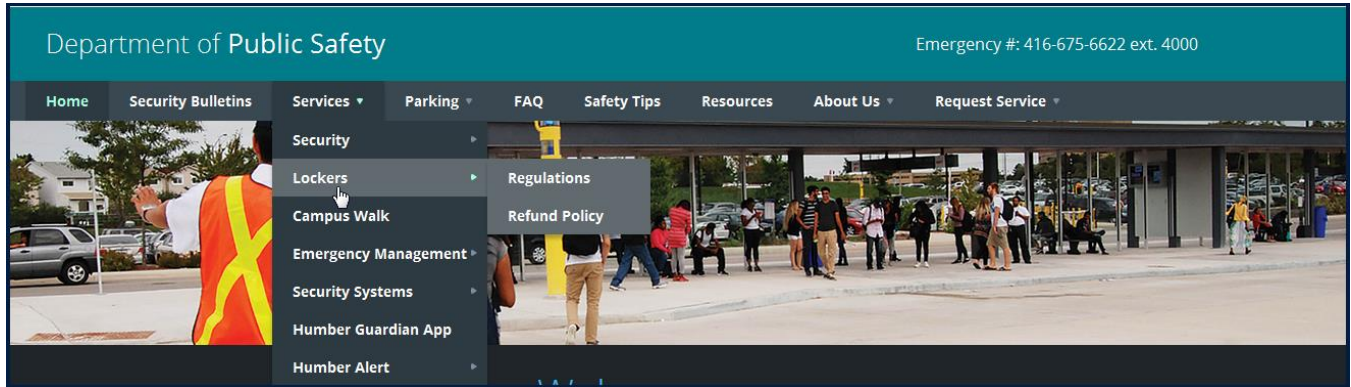 Department of Public Safety
Emergency #: 416-675-6622 ext. 4000
Home Security Bulletins Services Parking FAQ Safety Tips Resources About Us Request Service
Security
Lockers Regulations
Campus Walk Refund Policy
Emergency Management
Security Systems
Humber Guardian App
Humber Alert